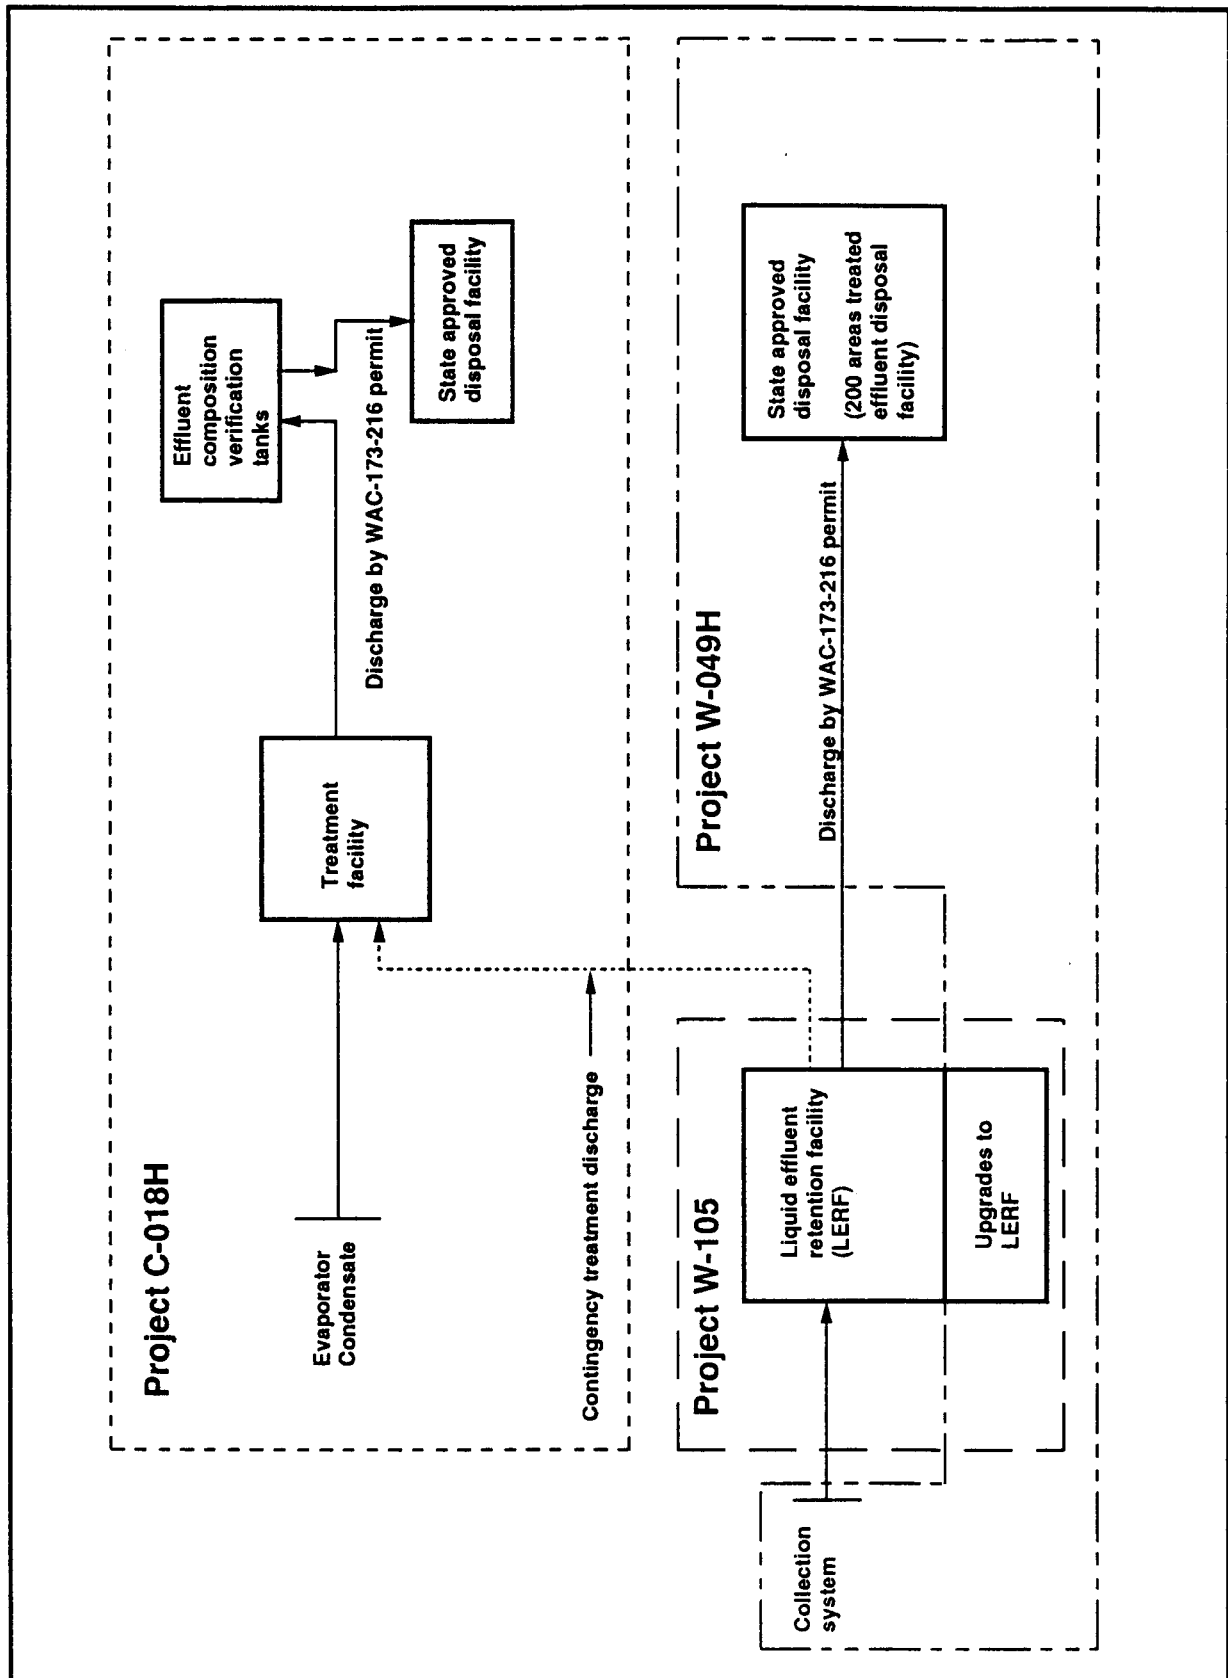 Project C-018H
Evaporator
Condensate
Treatment
facility
Effluent
composition
verification
tanks
Discharge by WAC-173-216 permit
State approved
disposal facility
Contingency treatment discharge
Project W-105
Project W-049H
Collection
system
Liquid effluent
retention facility
(LERF)
Upgrades to
LERF
Discharge by WAC-173-216 permit
State approved
disposal facility
(200 areas treated
effluent disposal
facility)